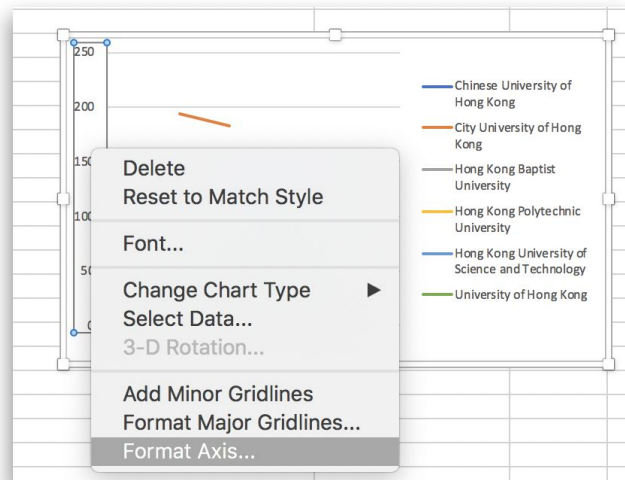 250
200
150
100
50
0
Chinese University of
Hong Kong
City University of Hong
Kong
Hong Kong Baptist
University
Hong Kong Polytechnic
University
Hong Kong University of
Science and Technology
University of Hong Kong
Delete
Reset to Match Style
Font...
Change Chart Type
Select Data...
3-D Rotation...
Add Minor Gridlines
Format Major Gridlines...
Format Axis...